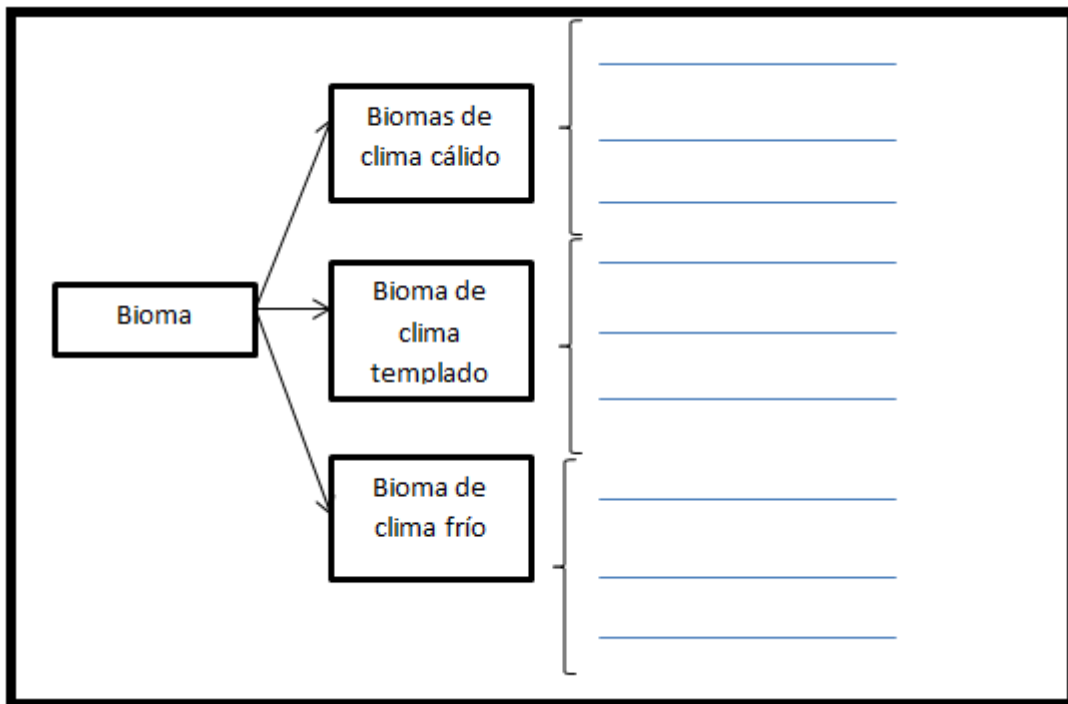 Biomas de
clima cálido
Bioma
Bioma de
clima
templado
Bioma de
clima frío